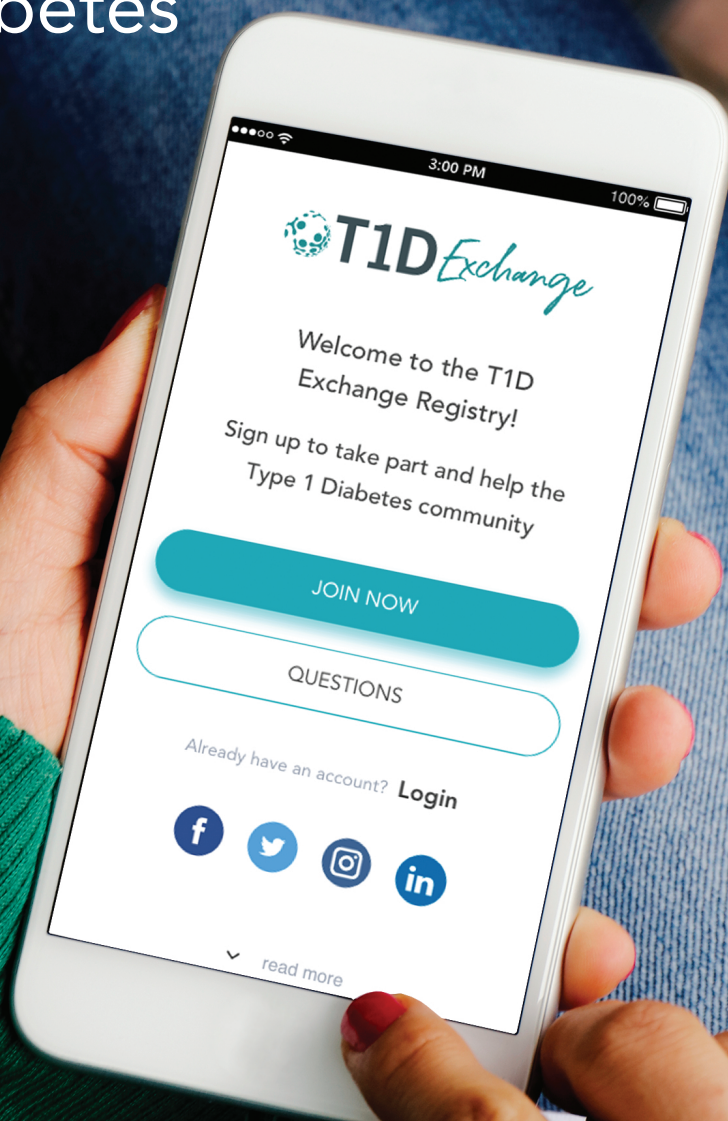 3:00 PM
100%
T1D Exchange
Welcome to the T1D
Exchange Registry!
Sign up to take part and help the
Type 1 Diabetes community
JOIN NOW
QUESTIONS
Already have an account? Login
f
in
read more